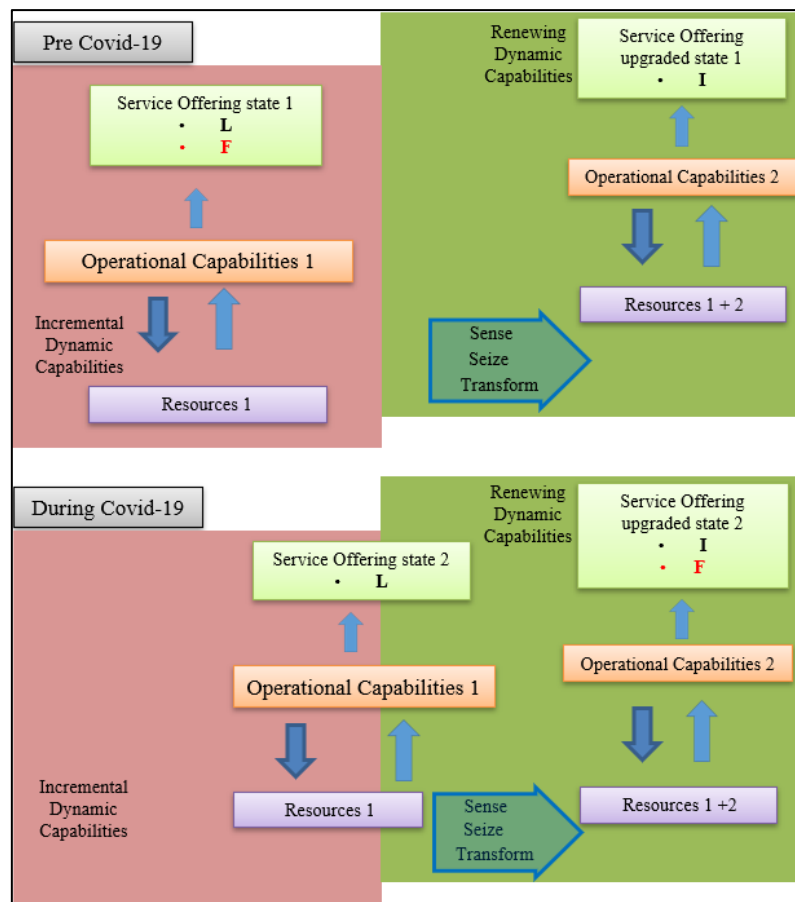 Pre Covid-19
Service Offering state 1
• L
• F
Operational Capabilities 1
Incremental
Dynamic
Capabilities
Resources 1
Renewing
Dynamic
Capabilities
Service Offering
upgraded state 1
• I
Operational Capabilities 2
Resources 1 + 2
Sense
Seize
Transform
During Covid-19
Service Offering state 2
• L
Operational Capabilities 1
Incremental
Dynamic
Capabilities
Resources 1
Renewing
Dynamic
Capabilities
Service Offering
upgraded state 2
• I
• F
Operational Capabilities 2
Resources 1 +2
Sense
Seize
Transform